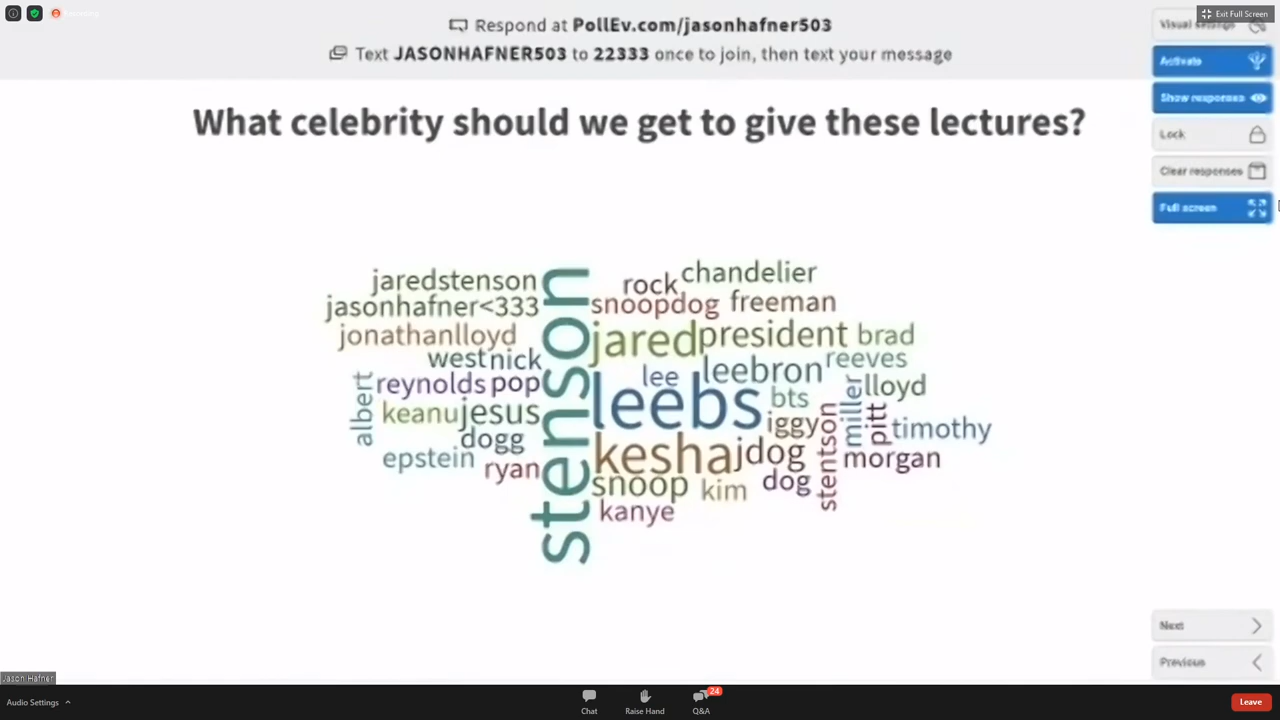 Exit Full Screen
Respond at PollEv.com/jasonhafner503
Text JASONHAFNER503 to 22333 once to join, then text your message
Visual settings
Activate
Show responses
Lock
Clear responses
Full screen
What celebrity should we get to give these lectures?
jaredstenson
rock
chandelier
jasonhafner<333
snoopdog
freeman
jonathanlloyd
stenson
jared
president
brad
west
nick
lee
leebron
reeves
albert
reynolds
pop
leebs
bts
miller
lloyd
keanu
jesus
iggy
stentson
pitt
timothy
dogg
kesha
jdog
morgan
epstein
ryan
snoop
kim
dog
kanye
Next
Previous
Jason Hafner
Audio Settings
Chat
Raise Hand
24
Q&A
Leave